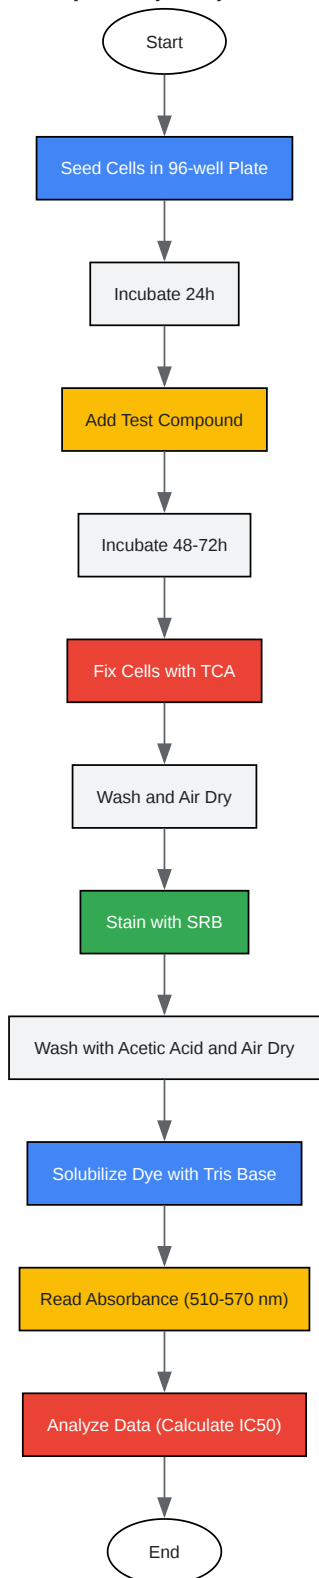 Start
Seed Cells in 96-well Plate
Incubate 24h
Add Test Compound
Incubate 48-72h
Fix Cells with TCA
Wash and Air Dry
Stain with SRB
Wash with Acetic Acid and Air Dry
Solubilize Dye with Tris Base
Read Absorbance (510-570 nm)
Analyze Data (Calculate IC50)
End